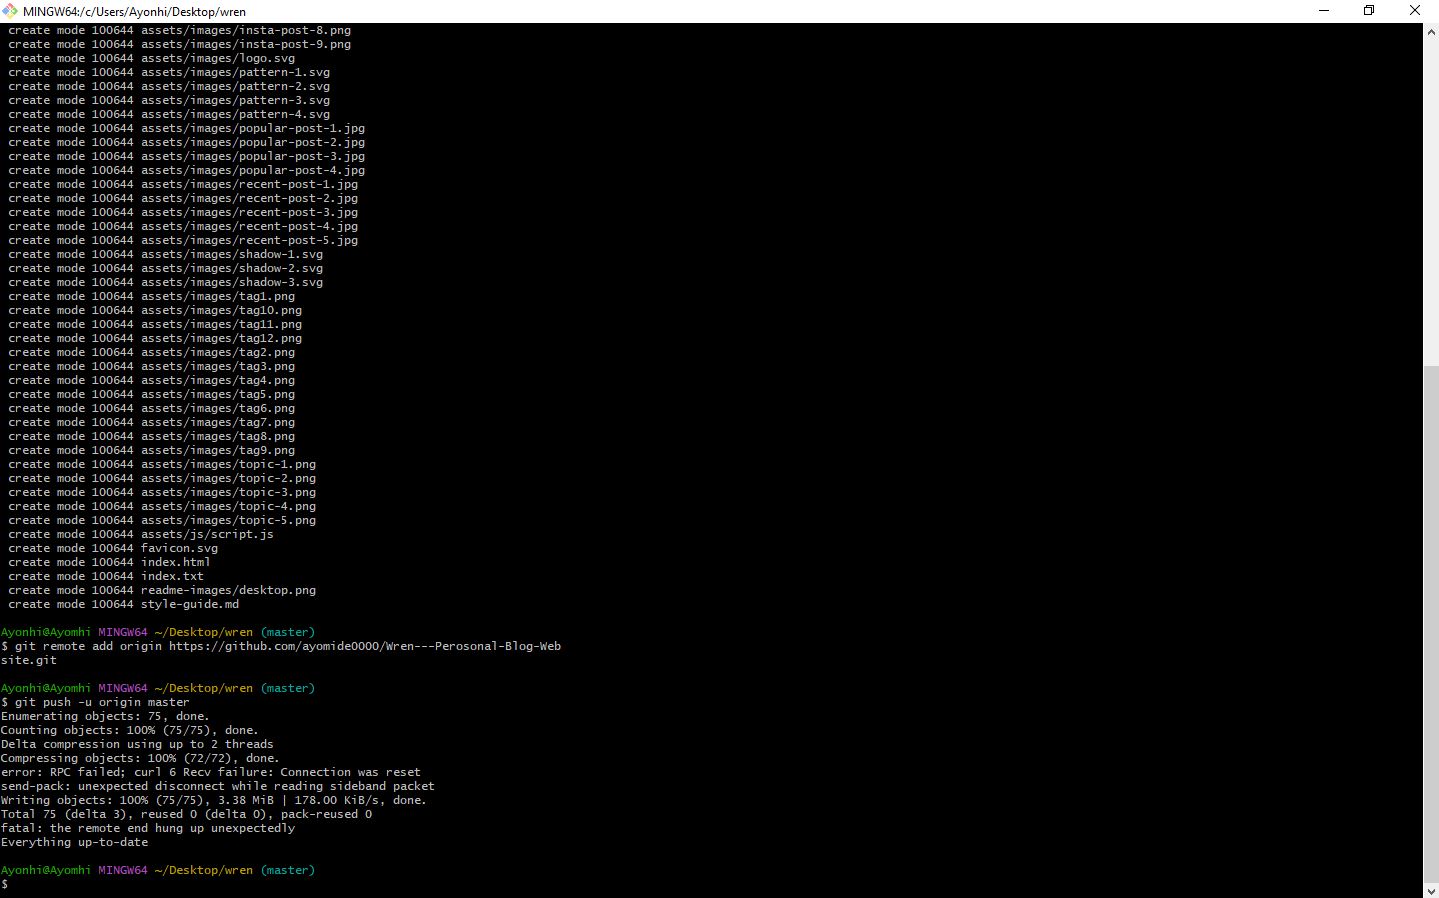 MINGW64:/c/Users/Ayonhi/Desktop/wren
create mode 100644 assets/images/insta-post-8.png
create mode 100644 assets/images/insta-post-9.png
create mode 100644 assets/images/logo.svg
create mode 100644 assets/images/pattern-1.svg
create mode 100644 assets/images/pattern-2.svg
create mode 100644 assets/images/pattern-3.svg
create mode 100644 assets/images/pattern-4.svg
create mode 100644 assets/images/popular-post-1.jpg
create mode 100644 assets/images/popular-post-2.jpg
create mode 100644 assets/images/popular-post-3.jpg
create mode 100644 assets/images/popular-post-4.jpg
create mode 100644 assets/images/recent-post-1.jpg
create mode 100644 assets/images/recent-post-2.jpg
create mode 100644 assets/images/recent-post-3.jpg
create mode 100644 assets/images/recent-post-4.jpg
create mode 100644 assets/images/recent-post-5.jpg
create mode 100644 assets/images/shadow-1.svg
create mode 100644 assets/images/shadow-2.svg
create mode 100644 assets/images/shadow-3.svg
create mode 100644 assets/images/tag1.png
create mode 100644 assets/images/tag10.png
create mode 100644 assets/images/tag11.png
create mode 100644 assets/images/tag12.png
create mode 100644 assets/images/tag2.png
create mode 100644 assets/images/tag3.png
create mode 100644 assets/images/tag4.png
create mode 100644 assets/images/tag5.png
create mode 100644 assets/images/tag6.png
create mode 100644 assets/images/tag7.png
create mode 100644 assets/images/tag8.png
create mode 100644 assets/images/tag9.png
create mode 100644 assets/images/topic-1.png
create mode 100644 assets/images/topic-2.png
create mode 100644 assets/images/topic-3.png
create mode 100644 assets/images/topic-4.png
create mode 100644 assets/images/topic-5.png
create mode 100644 assets/js/script.js
create mode 100644 favicon.svg
create mode 100644 index.html
create mode 100644 index.txt
create mode 100644 readme-images/desktop.png
create mode 100644 style-guide.md
Ayonhi@Ayomhi MINGW64 ~/Desktop/wren (master)
$ git remote add origin https://github.com/ayomide0000/Wren---Perosonal-Blog-Web
site.git
Ayonhi@Ayomhi MINGW64 ~/Desktop/wren (master)
$ git push -u origin master
Enumerating objects: 75, done.
Counting objects: 100% (75/75), done.
Delta compression using up to 2 threads
Compressing objects: 100% (72/72), done.
error: RPC failed; curl 6 Recv failure: Connection was reset
send-pack: unexpected disconnect while reading sideband packet
Writing objects: 100% (75/75), 3.38 MiB | 178.00 KiB/s, done.
Total 75 (delta 3), reused 0 (delta 0), pack-reused 0
fatal: the remote end hung up unexpectedly
Everything up-to-date
Ayonhi@Ayomhi MINGW64 ~/Desktop/wren (master)
$